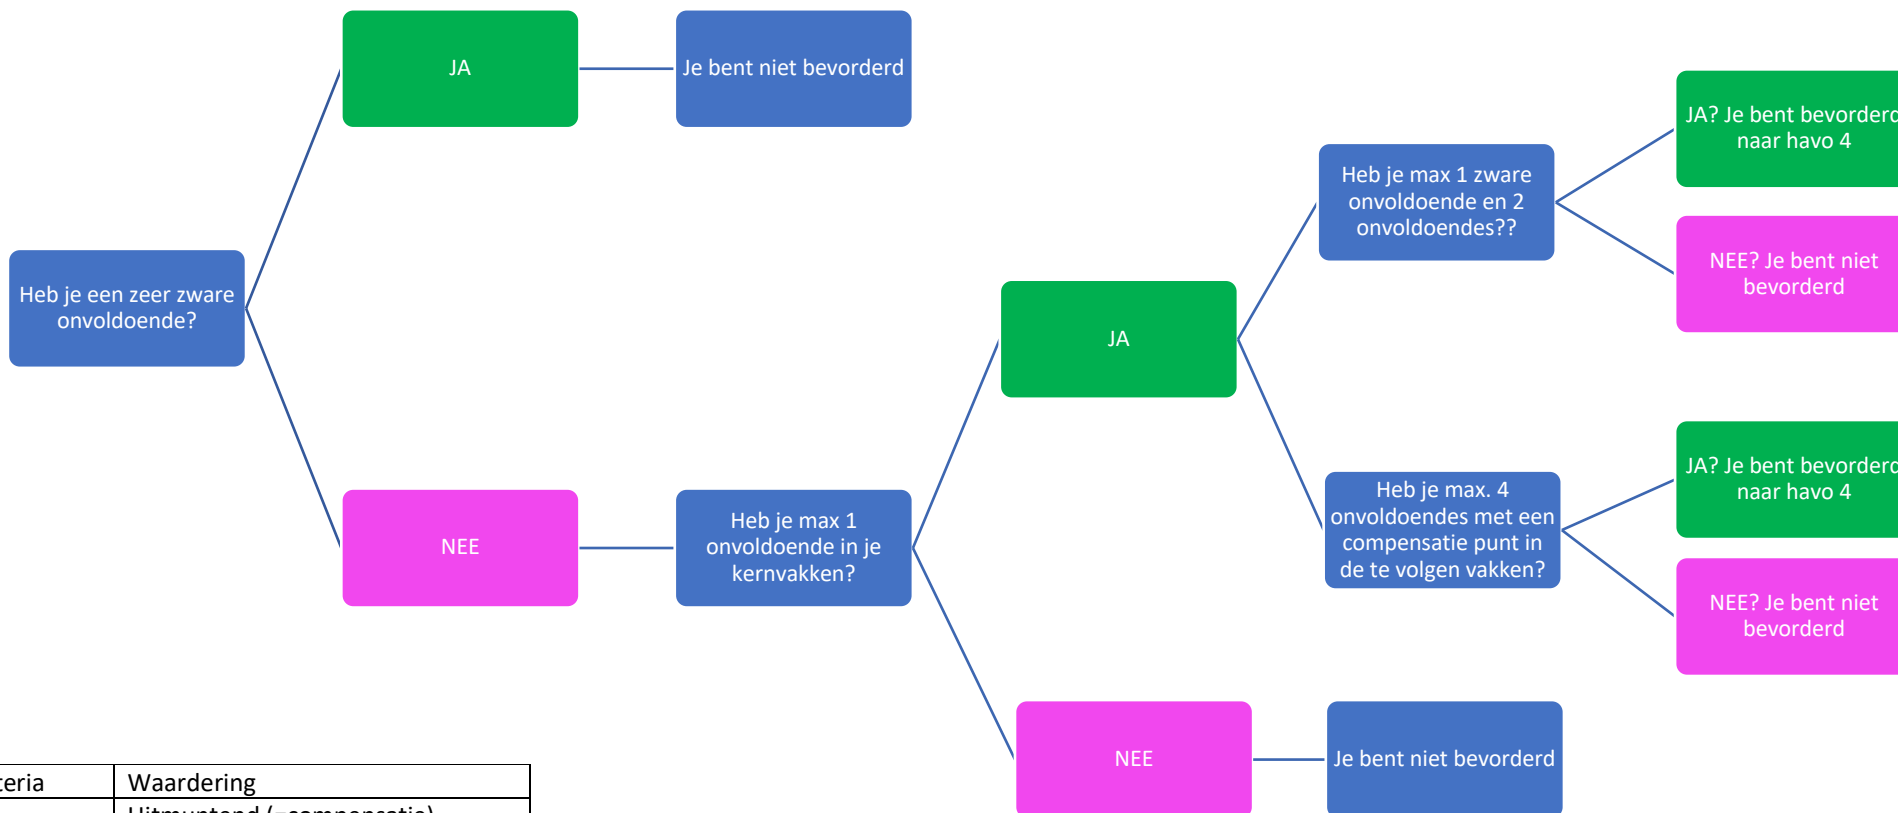 Heb je een zeer zware
onvoldoende?
JA
Je bent niet bevorderd
NEE
Heb je max 1
onvoldoende in je
kernvakken?
JA
Heb je max 1 zware
onvoldoende en 2
onvoldoendes??
JA? Je bent bevorderd
naar havo 4
NEE? Je bent niet
bevorderd
Heb je max. 4
onvoldoendes met een
compensatie punt in
de te volgen vakken?
JA? Je bent bevorderd
naar havo 4
NEE? Je bent niet
bevorderd
NEE
Je bent niet bevorderd
teria Waardering
Uitmuntend (=compensatie)